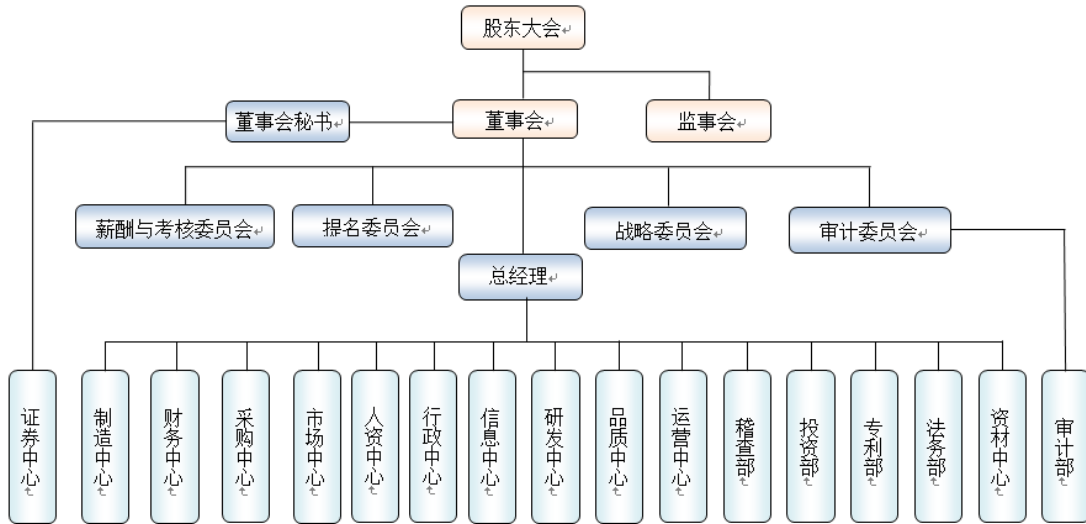 股东大会
董事会秘书
董事会
监事会
薪酬与考核委员会
提名委员会
战略委员会
审计委员会
总经理
证券中心
制造中心
财务中心
采购中心
市场中心
人资中心
行政中心
信息中心
研发中心
品质中心
运营中心
稽查部
投资部
专利部
法务部
资材中心
审计部